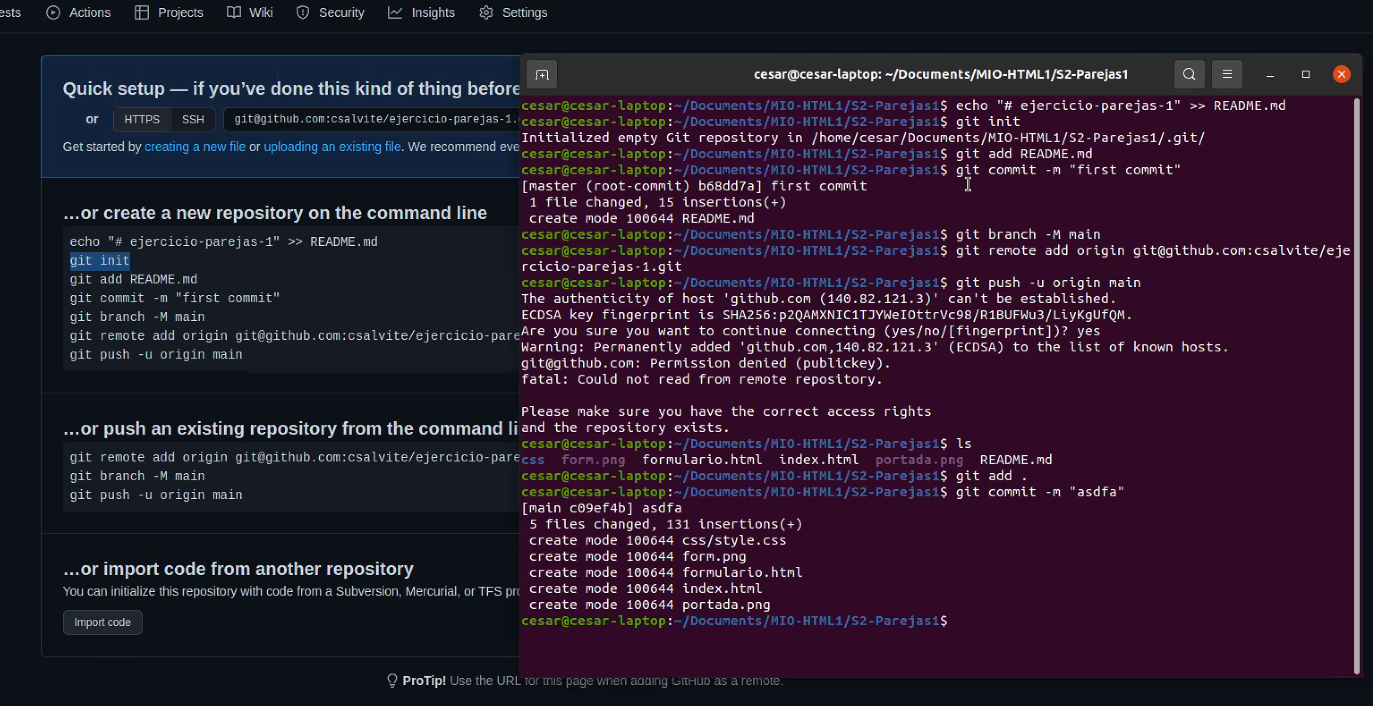 ests Actions Projects Wiki Security Insights Settings
Quick setup — if you've done this kind of thing before
or HTTPS SSH git@github.com:csalvite/ejercicio-parejas-1.
Get started by creating a new file or uploading an existing file. We recommend eve
…or create a new repository on the command line
echo "# ejercicio-parejas-1" >> README.md
git init
git add README.md
git commit -m "first commit"
git branch -M main
git remote add origin git@github.com:csalvite/ejercicio-pare
git push -u origin main
…or push an existing repository from the command li
git remote add origin git@github.com:csalvite/ejercicio-pare
git branch -M main
git push -u origin main
…or import code from another repository
You can initialize this repository with code from a Subversion, Mercurial, or TFS pro
Import code
ProTip! Use the URL for this page when adding GitHub as a remote.
cesar@cesar-laptop: ~/Documents/MIO-HTML1/S2-Parejas1
cesar@cesar-laptop:~/Documents/MIO-HTML1/S2-Parejas1$ echo "# ejercicio-parejas-1" >> README.md
cesar@cesar-laptop:~/Documents/MIO-HTML1/S2-Parejas1$ git init
Initialized empty Git repository in /home/cesar/Documents/MIO-HTML1/S2-Parejas1/.git/
cesar@cesar-laptop:~/Documents/MIO-HTML1/S2-Parejas1$ git add README.md
cesar@cesar-laptop:~/Documents/MIO-HTML1/S2-Parejas1$ git commit -m "first commit"
[master (root-commit) b68dd7a] first commit
1 file changed, 15 insertions(+)
create mode 100644 README.md
cesar@cesar-laptop:~/Documents/MIO-HTML1/S2-Parejas1$ git branch -M main
cesar@cesar-laptop:~/Documents/MIO-HTML1/S2-Parejas1$ git remote add origin git@github.com:csalvite/eje
rcicio-parejas-1.git
cesar@cesar-laptop:~/Documents/MIO-HTML1/S2-Parejas1$ git push -u origin main
The authenticity of host 'github.com (140.82.121.3)' can't be established.
ECDSA key fingerprint is SHA256:p2QAMXNIC1TJYWeIOttrVc98/R1BUFWu3/LiyKgUfQM.
Are you sure you want to continue connecting (yes/no/[fingerprint])? yes
Warning: Permanently added 'github.com,140.82.121.3' (ECDSA) to the list of known hosts.
git@github.com: Permission denied (publickey).
fatal: Could not read from remote repository.
Please make sure you have the correct access rights
and the repository exists.
cesar@cesar-laptop:~/Documents/MIO-HTML1/S2-Parejas1$ ls
css form.png formulario.html index.html portada.png README.md
cesar@cesar-laptop:~/Documents/MIO-HTML1/S2-Parejas1$ git add .
cesar@cesar-laptop:~/Documents/MIO-HTML1/S2-Parejas1$ git commit -m "asdfa"
[main c09ef4b] asdfa
5 files changed, 131 insertions(+)
create mode 100644 css/style.css
create mode 100644 form.png
create mode 100644 formulario.html
create mode 100644 index.html
create mode 100644 portada.png
cesar@cesar-laptop:~/Documents/MIO-HTML1/S2-Parejas1$